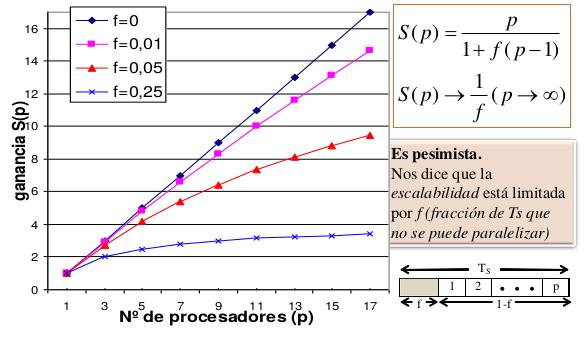 f=0
f=0,01
f=0,05
f=0,25
ganancia S(p)
16
14
12
10
8
6
4
2
0
1 3 5 7 9 11 13 15 17
Nº de procesadores (p)
S(p) = p / 1+ f(p−1)
S(p) → 1/f (p → ∞)
Es pesimista.
Nos dice que la
escalabilidad está limitada
por f (fracción de Ts que
no se puede paralelizar)
TS
1 2 • • • p
f 1-f